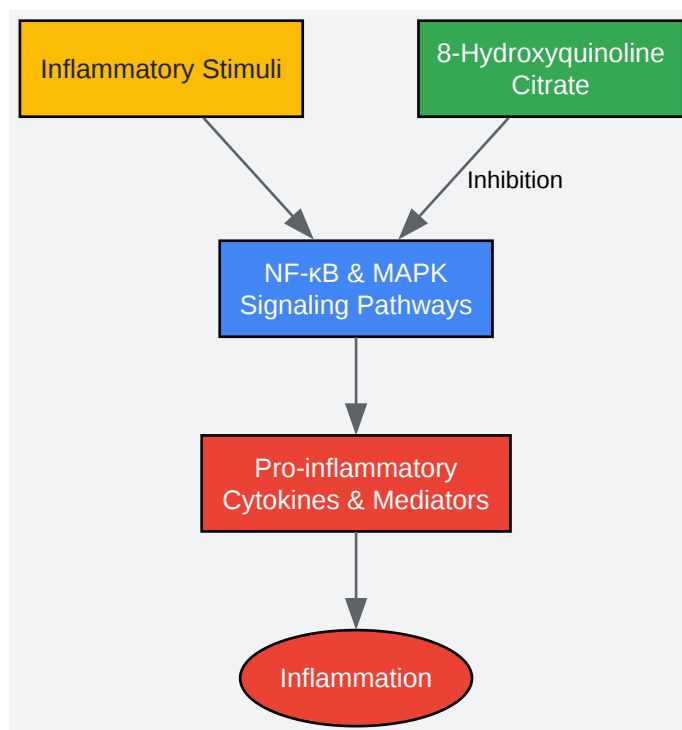 Inflammatory Stimuli
8-Hydroxyquinoline
Citrate
Inhibition
NF-κB & MAPK
Signaling Pathways
Pro-inflammatory
Cytokines & Mediators
Inflammation